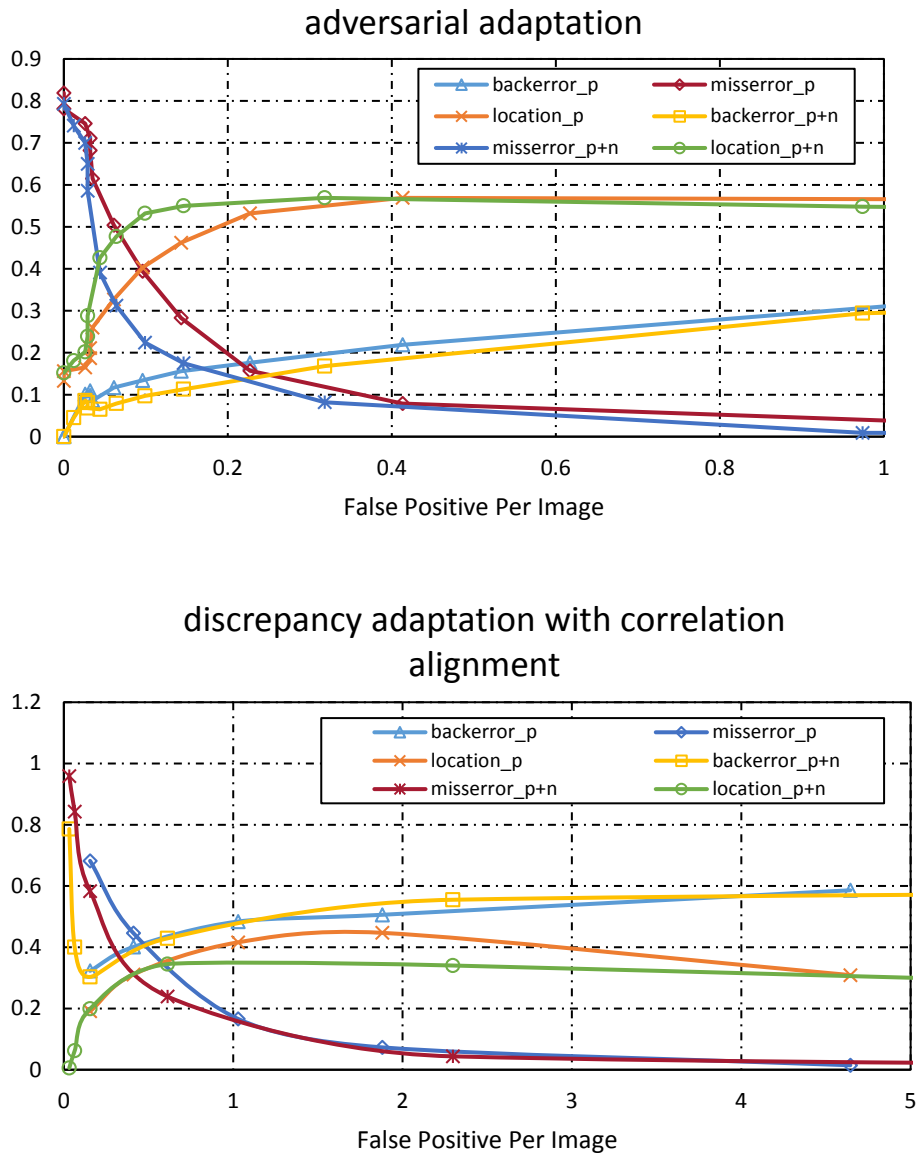 adversarial adaptation
0.9
0.8
0.7
0.6
0.5
0.4
0.3
0.2
0.1
0
backerror_p
misserror_p
location_p
backerror_p+n
misserror_p+n
location_p+n
0
0.2
0.4
0.6
0.8
1
False Positive Per Image
discrepancy adaptation with correlation
alignment
1.2
1
0.8
0.6
0.4
0.2
0
backerror_p
misserror_p
location_p
backerror_p+n
misserror_p+n
location_p+n
0
1
2
3
4
5
False Positive Per Image